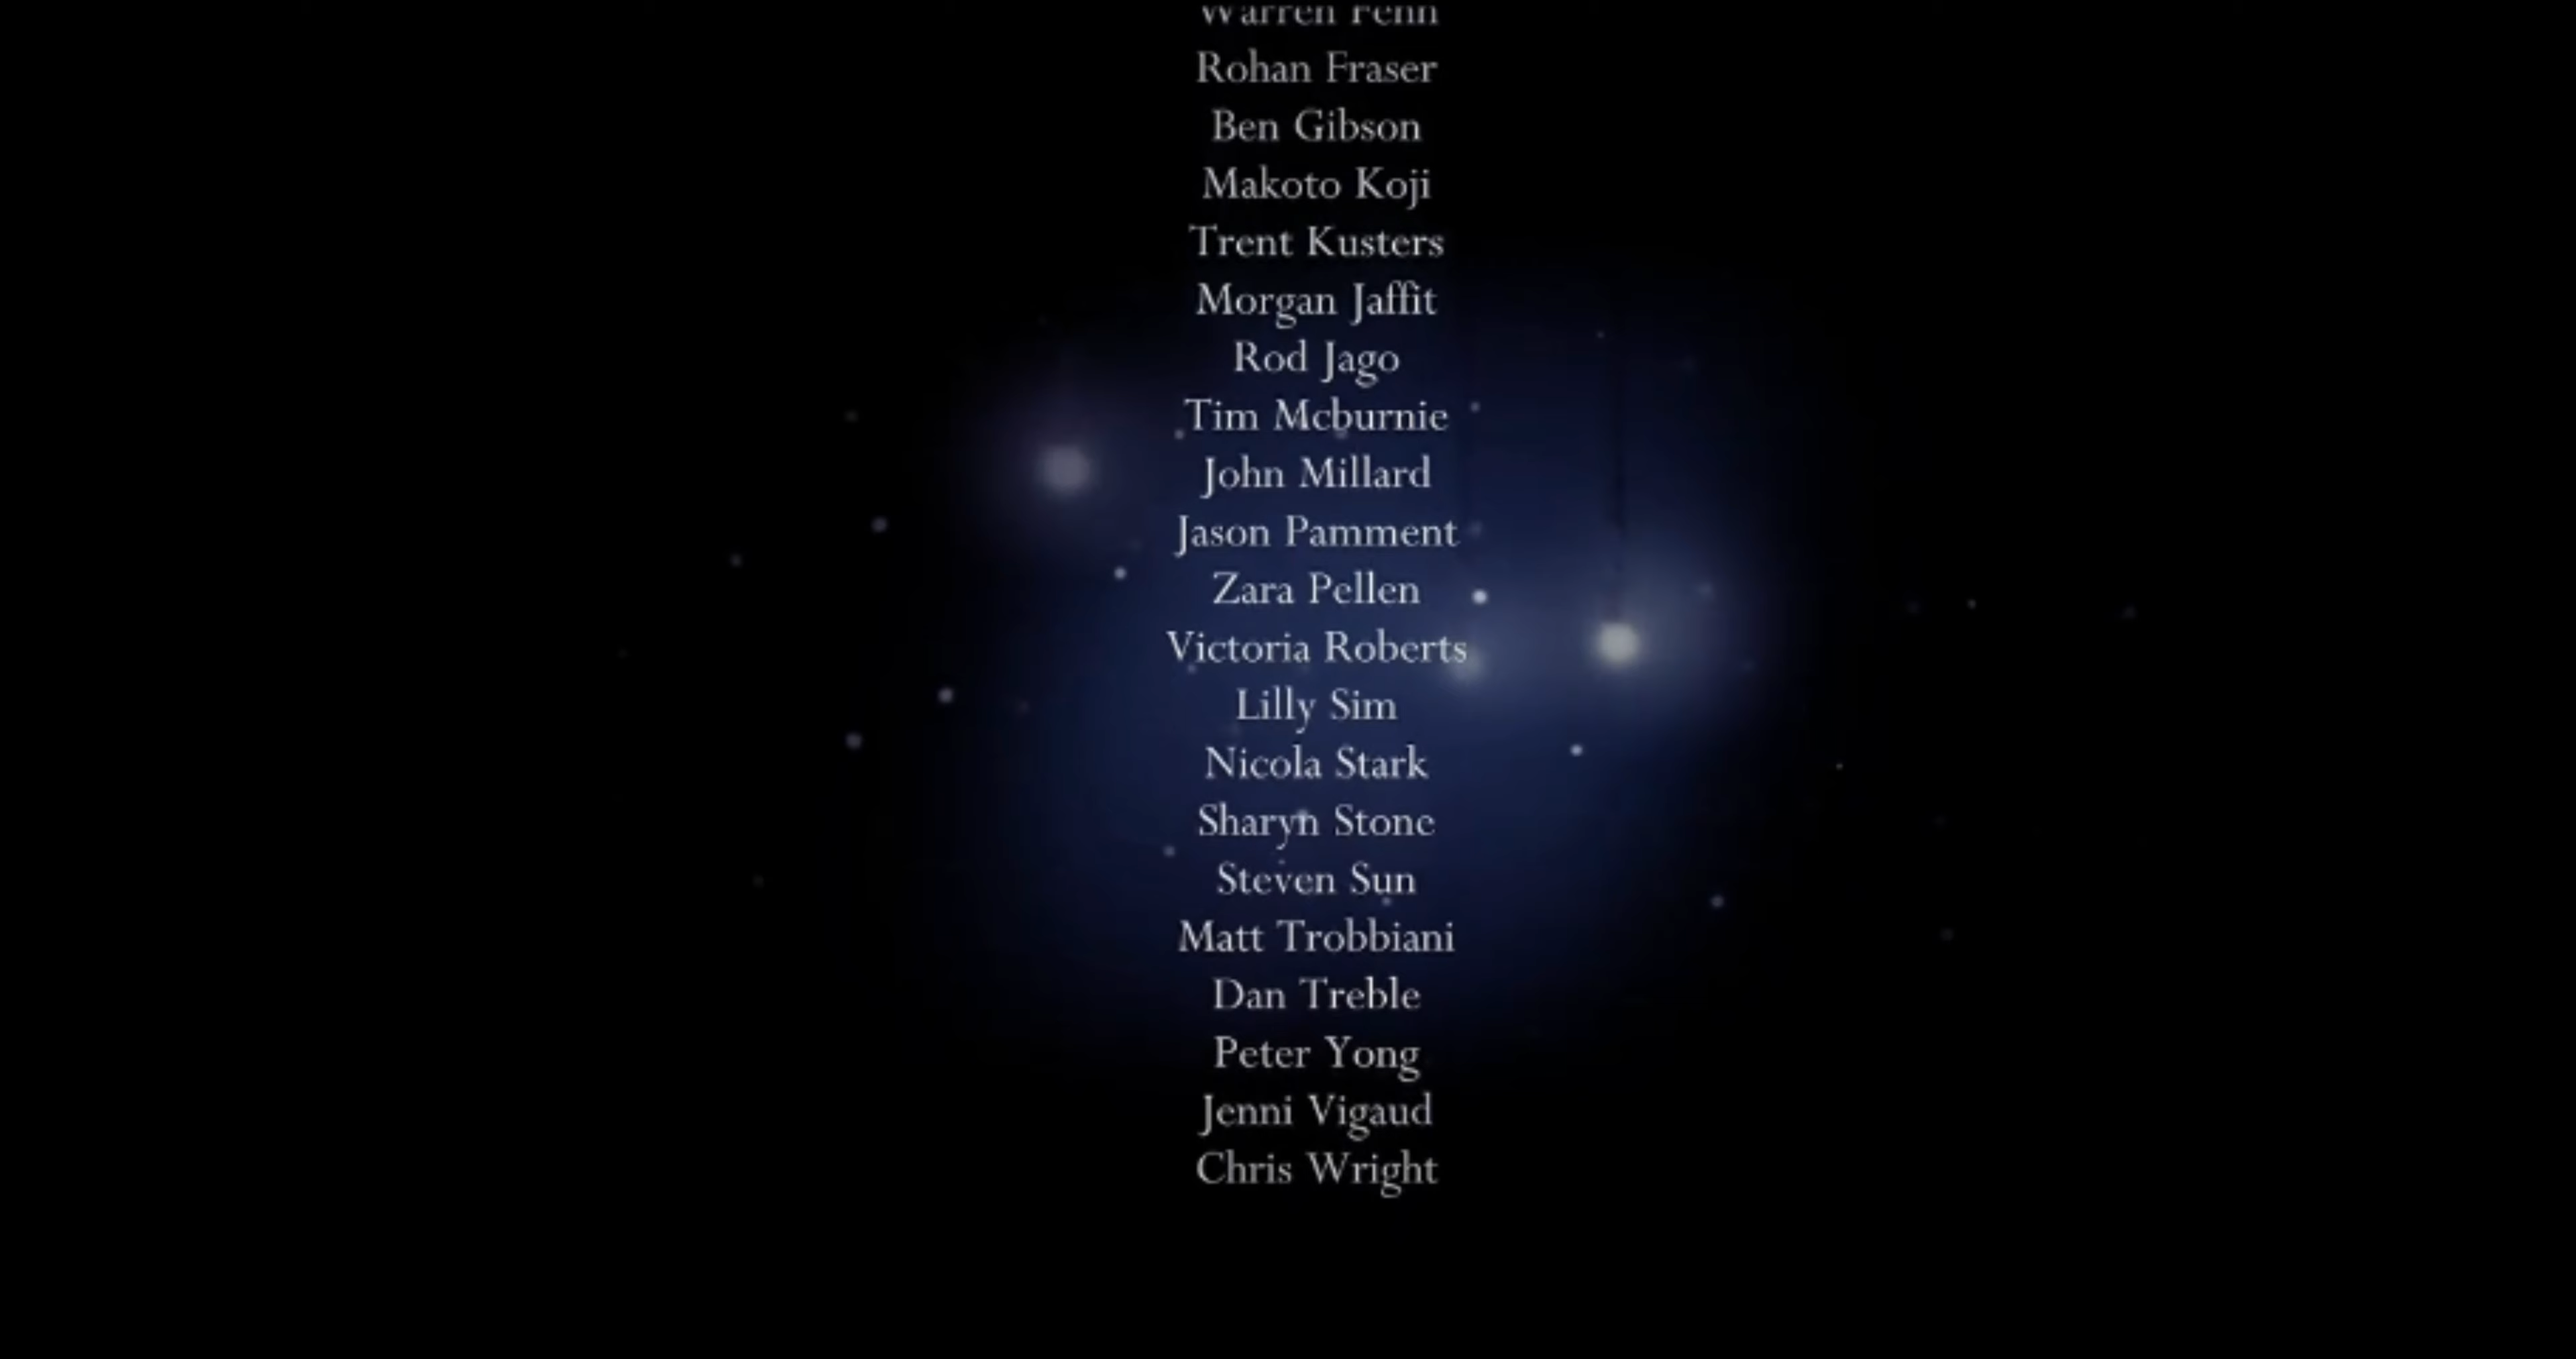 Warren Fenn
Rohan Fraser
Ben Gibson
Makoto Koji
Trent Kusters
Morgan Jaffit
Rod Jago
Tim Mcburnie
John Millard
Jason Pamment
Zara Pellen
Victoria Roberts
Lilly Sim
Nicola Stark
Sharyn Stone
Steven Sun
Matt Trobbiani
Dan Treble
Peter Yong
Jenni Vigaud
Chris Wright